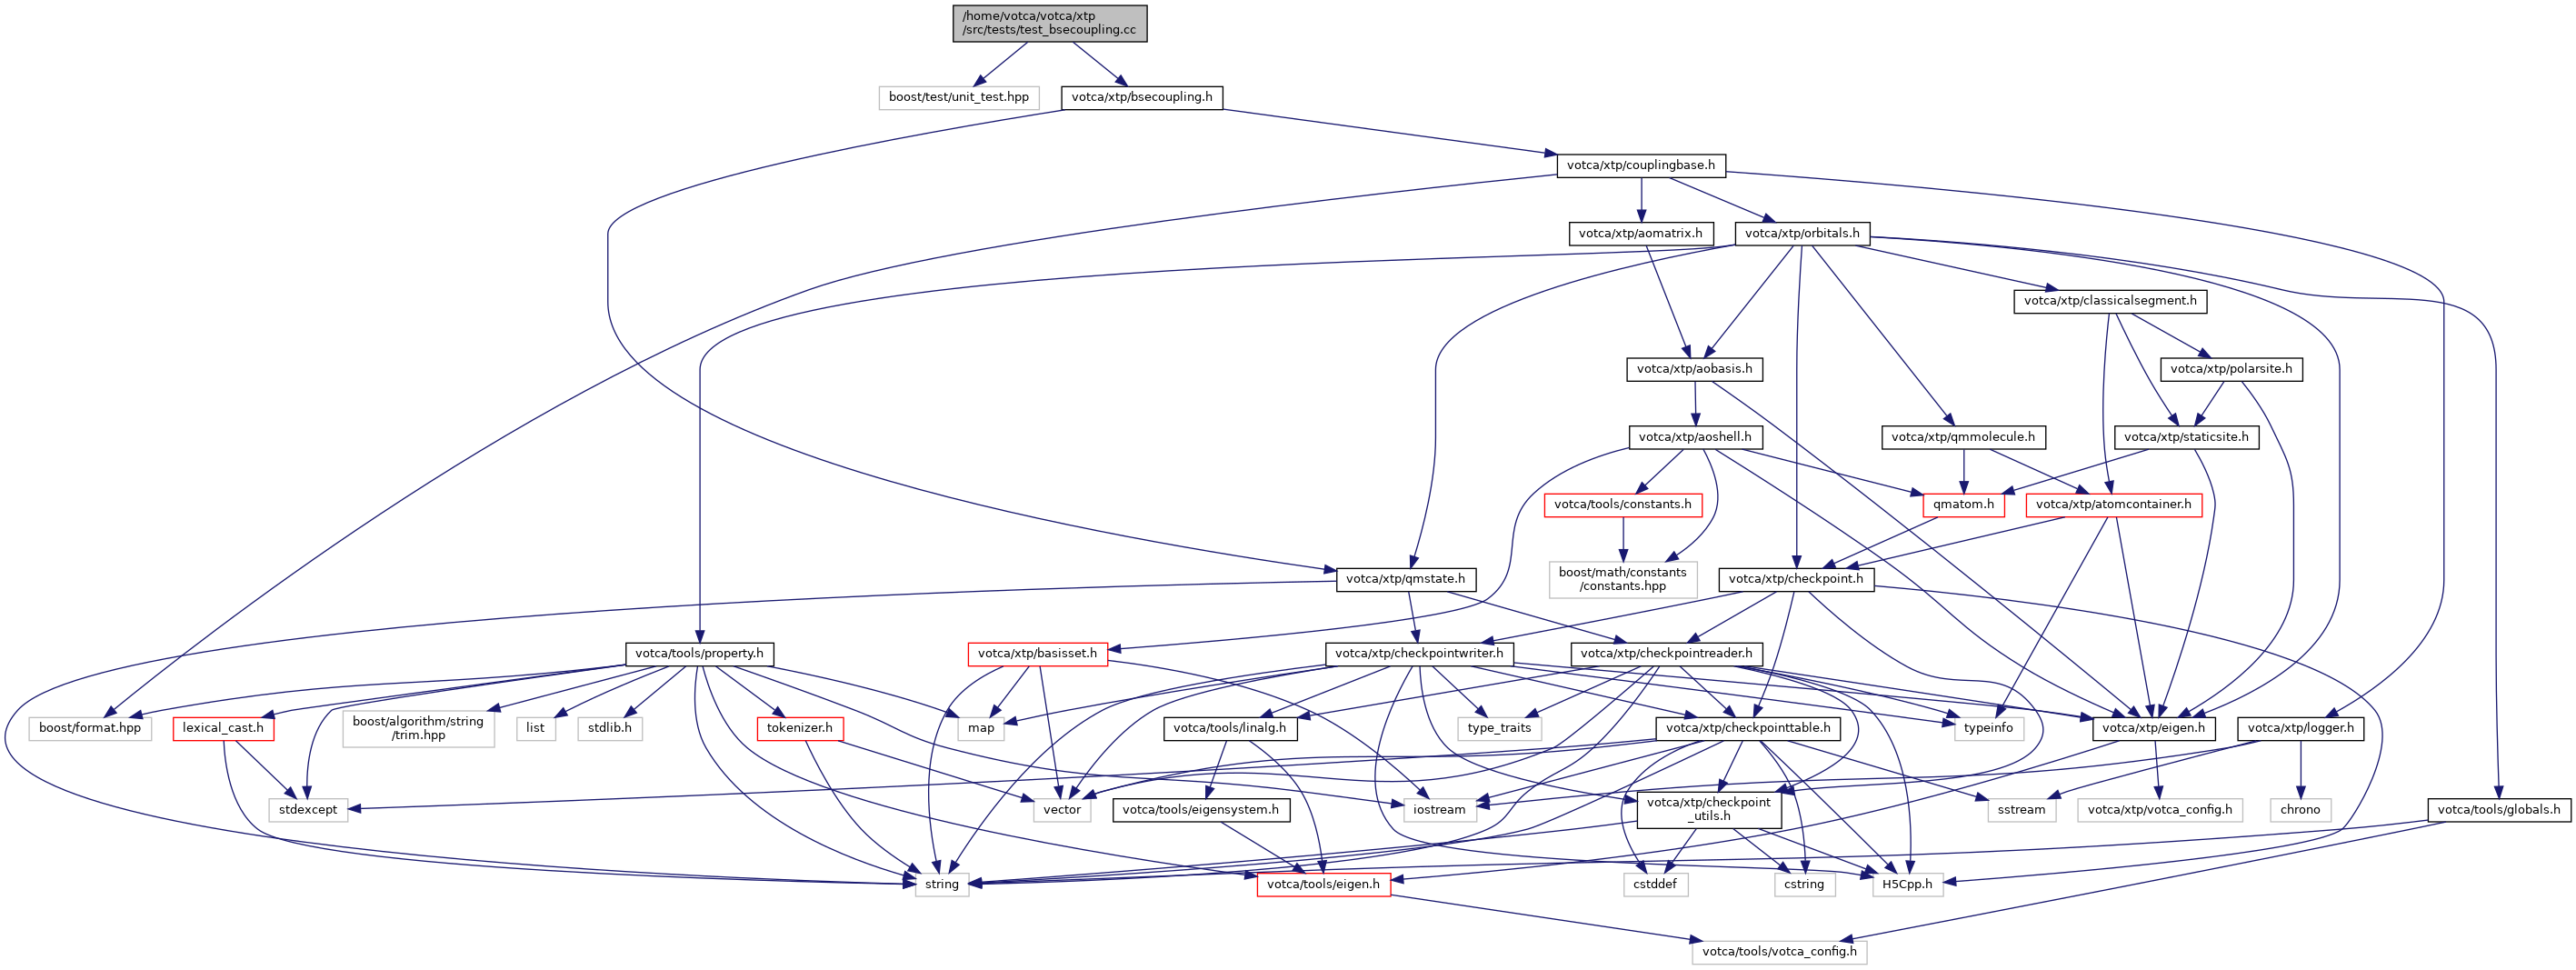 /home/votca/votca/xtp
/src/tests/test_bsecoupling.cc
boost/test/unit_test.hpp
votca/xtp/bsecoupling.h
votca/xtp/couplingbase.h
votca/xtp/aomatrix.h
votca/xtp/orbitals.h
votca/xtp/classicalsegment.h
votca/xtp/aobasis.h
votca/xtp/polarsite.h
votca/xtp/aoshell.h
votca/xtp/qmmolecule.h
votca/xtp/staticsite.h
votca/tools/constants.h
qmatom.h
votca/xtp/atomcontainer.h
votca/xtp/qmstate.h
boost/math/constants
/constants.hpp
votca/xtp/checkpoint.h
votca/tools/property.h
votca/xtp/basisset.h
votca/xtp/checkpointwriter.h
votca/xtp/checkpointreader.h
boost/format.hpp
lexical_cast.h
boost/algorithm/string
/trim.hpp
list
stdlib.h
tokenizer.h
map
votca/tools/linalg.h
type_traits
votca/xtp/checkpointtable.h
typeinfo
votca/xtp/eigen.h
votca/xtp/logger.h
stdexcept
iostream
vector
votca/tools/eigensystem.h
votca/xtp/checkpoint
_utils.h
sstream
votca/xtp/votca_config.h
chrono
votca/tools/globals.h
string
votca/tools/eigen.h
cstddef
cstring
H5Cpp.h
votca/tools/votca_config.h